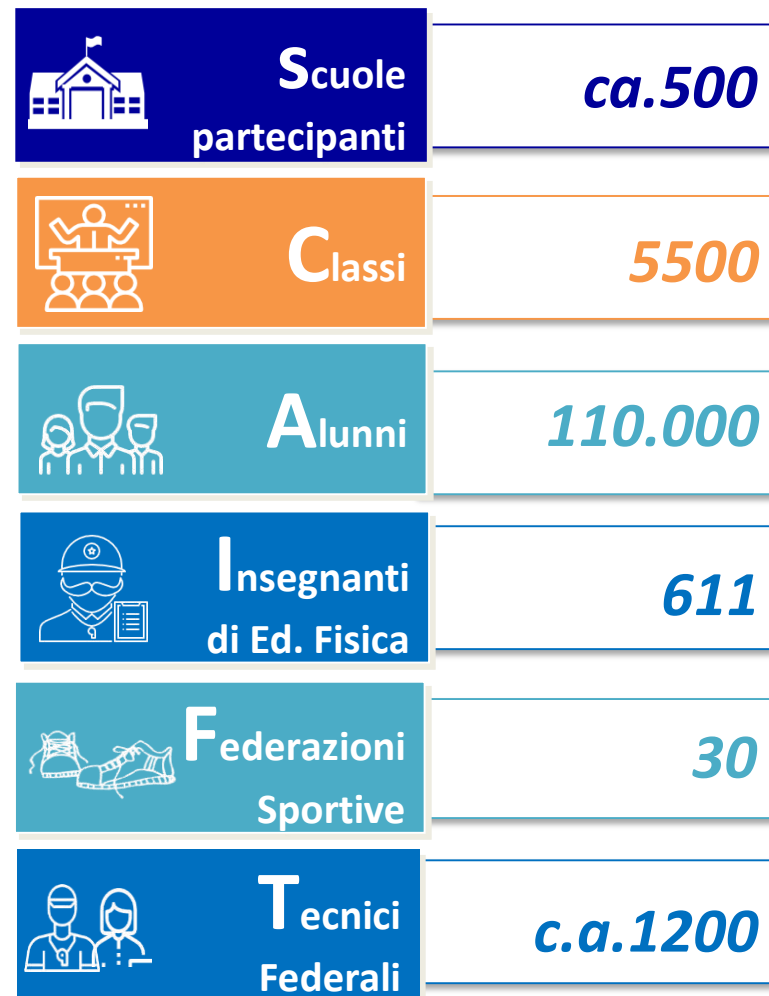 Scuole
partecipanti
ca.500
Classi
5500
Alunni
110.000
Insegnanti
di Ed. Fisica
611
Federazioni
Sportive
30
Tecnici
Federali
c.a.1200